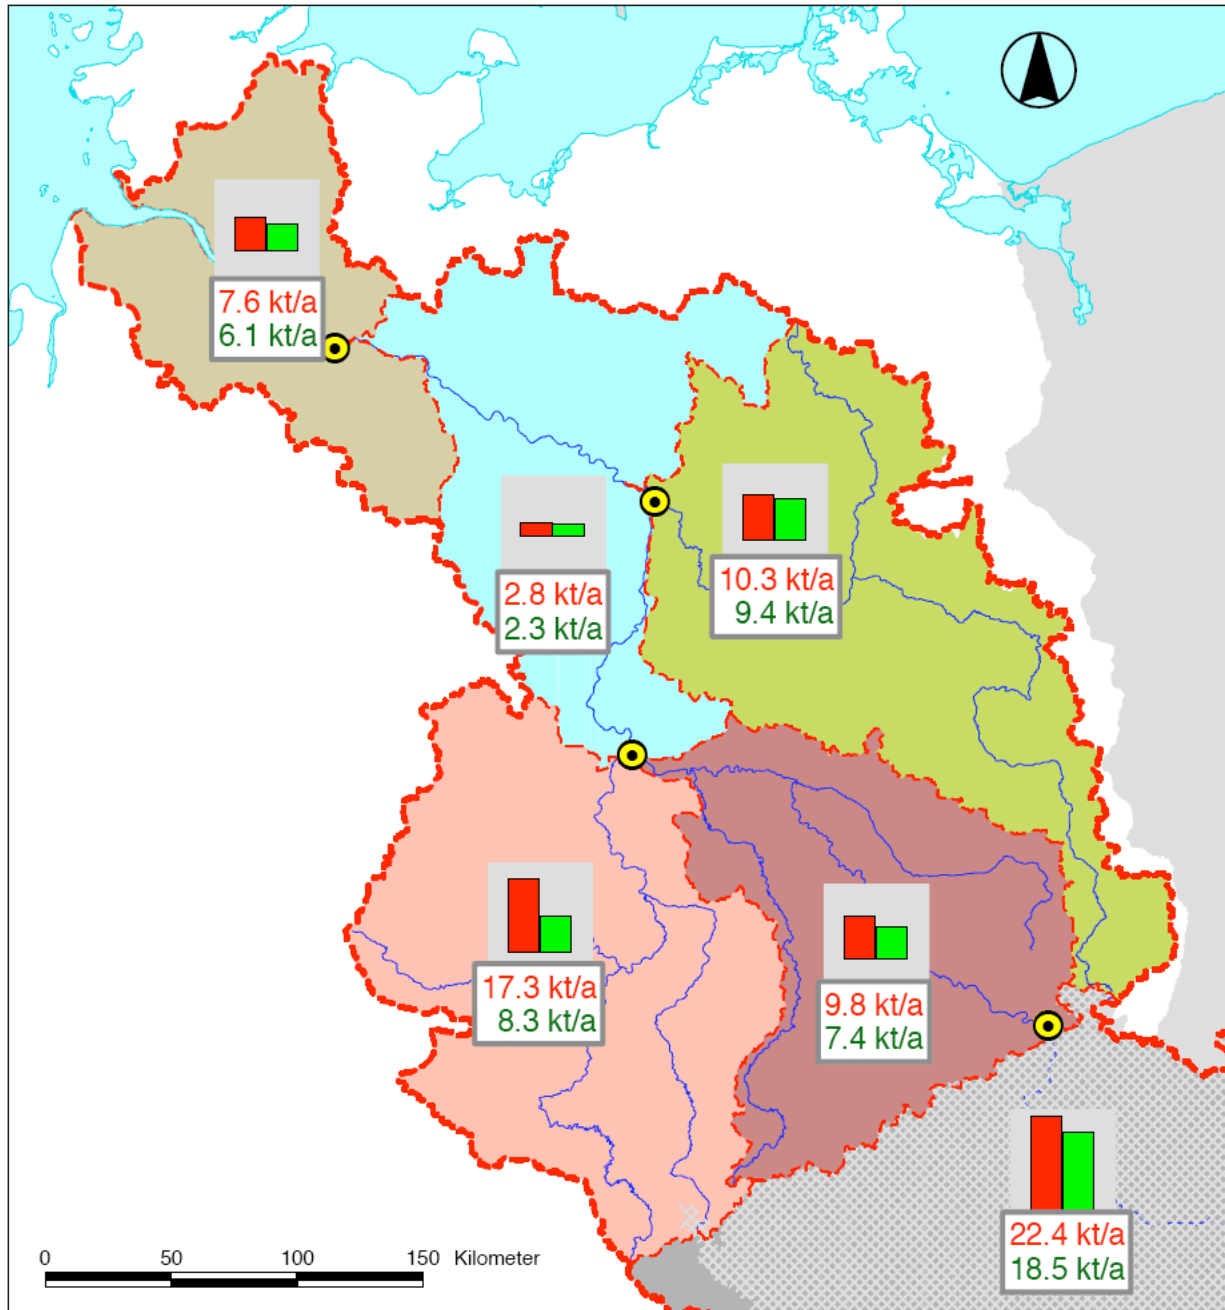 7.6 kt/a
6.1 kt/a
2.8 kt/a
2.3 kt/a
10.3 kt/a
9.4 kt/a
17.3 kt/a
8.3 kt/a
9.8 kt/a
7.4 kt/a
22.4 kt/a
18.5 kt/a
0 50 100 150 Kilometer